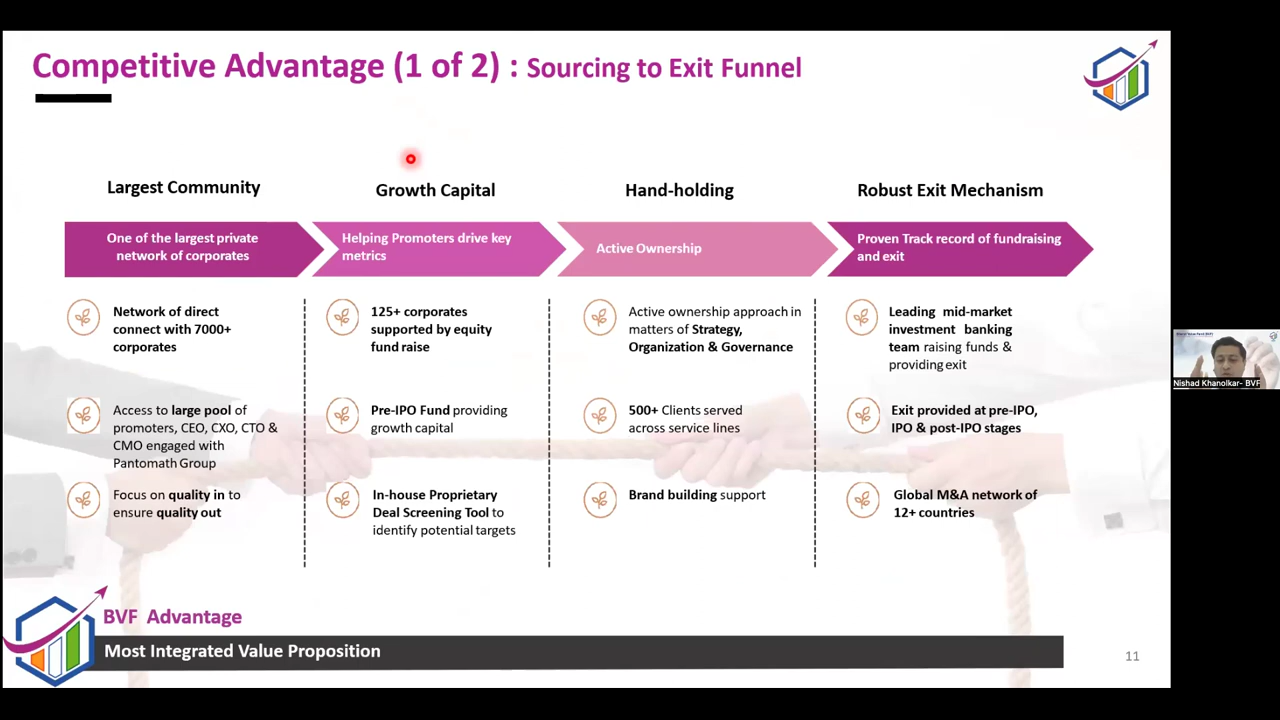 Competitive Advantage (1 of 2) : Sourcing to Exit Funnel
Largest Community
One of the largest private
network of corporates
Network of direct
connect with 7000+
corporates
Access to large pool of
promoters, CEO, CXO, CTO &
CMO engaged with
Pantomath Group
Focus on quality in to
ensure quality out
Growth Capital
Helping Promoters drive key
metrics
125+ corporates
supported by equity
fund raise
Pre-IPO Fund providing
growth capital
In-house Proprietary
Deal Screening Tool to
identify potential targets
Hand-holding
Active Ownership
Active ownership approach in
matters of Strategy,
Organization & Governance
500+ Clients served
across service lines
Brand building support
Robust Exit Mechanism
Proven Track record of fundraising
and exit
Leading mid-market
investment banking
team raising funds &
providing exit
Exit provided at pre-IPO,
IPO & post-IPO stages
Global M&A network of
12+ countries
BVF Advantage
Most Integrated Value Proposition
11
Nishad Khanolkar- BVF